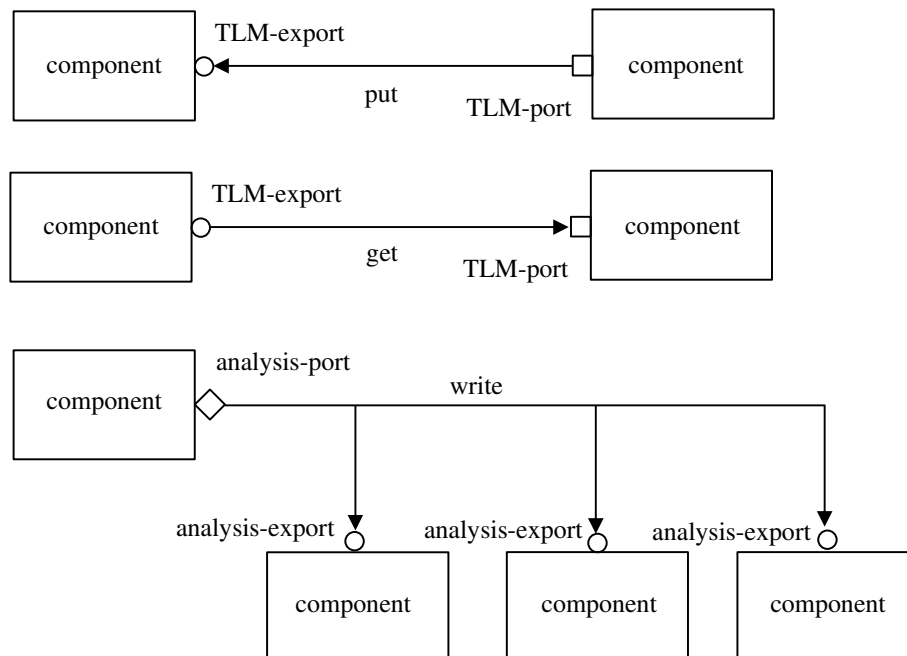 component
TLM-export
put
TLM-port
component
component
TLM-export
get
TLM-port
component
component
analysis-port
write
analysis-export
analysis-export
analysis-export
component
component
component